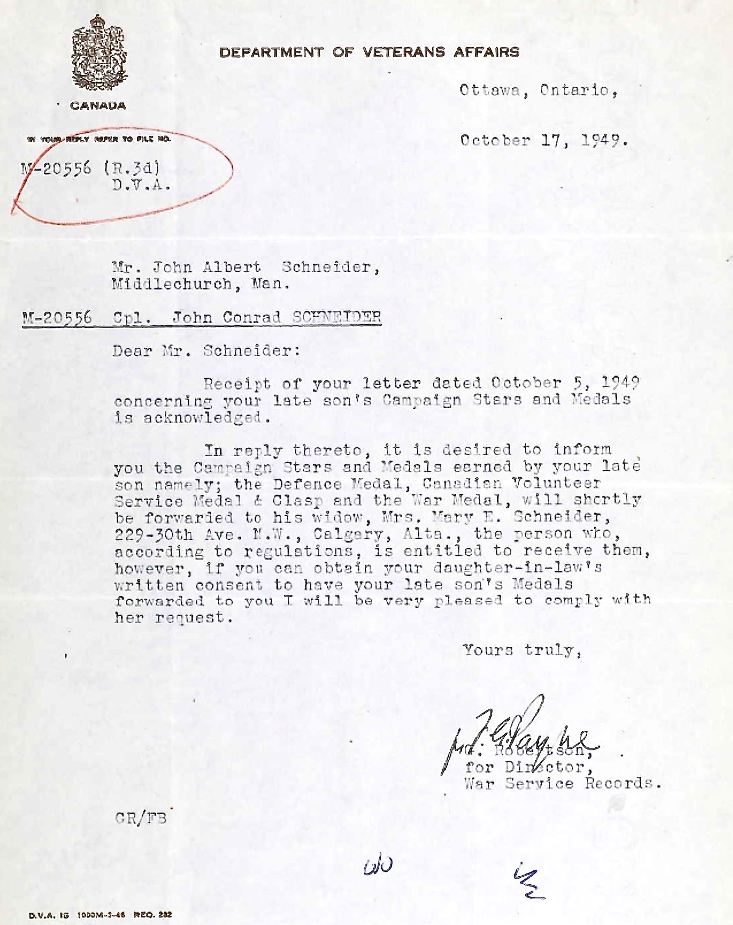 DEPARTMENT OF VETERANS AFFAIRS
CANADA
Ottawa, Ontario,
IN YOUR REPLY REFER TO FILE NO.
October 17, 1949.
M-20556 (R.3d)
D.V.A.
Mr. John Albert Schneider,
Middlechurch, Man.
M-20556 Cpl. John Conrad SCHNEIDER
Dear Mr. Schneider:
Receipt of your letter dated October 5, 1949
concerning your late son's Campaign Stars and Medals
is acknowledged.
In reply thereto, it is desired to inform
you the Campaign Stars and Medals earned by your late
son namely; the Defence Medal, Canadian Volunteer
Service Medal & Clasp and the War Medal, will shortly
be forwarded to his widow, Mrs. Mary E. Schneider,
229-30th Ave. N.W., Calgary, Alta., the person who,
according to regulations, is entitled to receive them,
however, if you can obtain your daughter-in-law's
written consent to have your late son's Medals
forwarded to you I will be very pleased to comply with
her request.
Yours truly,
Payne
Robertson,
for Director,
War Service Records.
GR/FB
D.V.A. 1G 1000M-3-46 REQ. 282